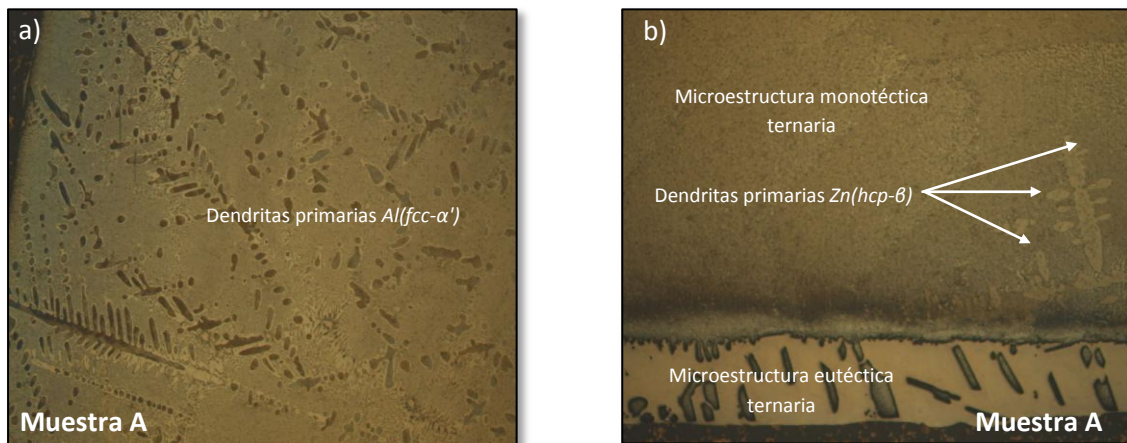 a)
Dendritas primarias Al(fcc-α')
Muestra A
b)
Microestructura monotéctica
ternaria
Dendritas primarias Zn(hcp-β)
Microestructura eutéctica
ternaria
Muestra A